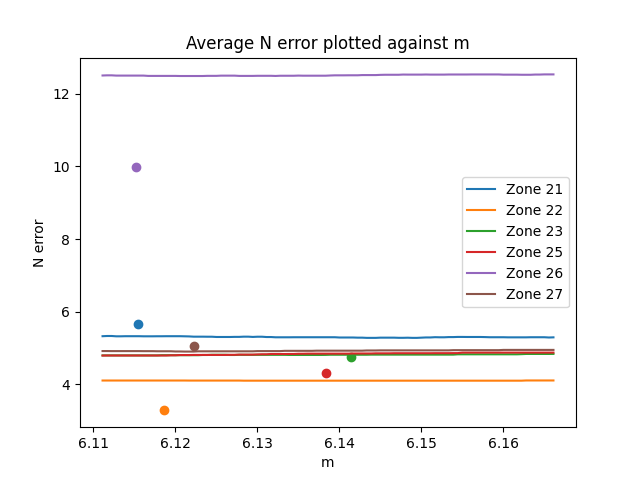 Average N error plotted against m
12
10
8
6
4
N error
Zone 21
Zone 22
Zone 23
Zone 25
Zone 26
Zone 27
6.11 6.12 6.13 6.14 6.15 6.16
m